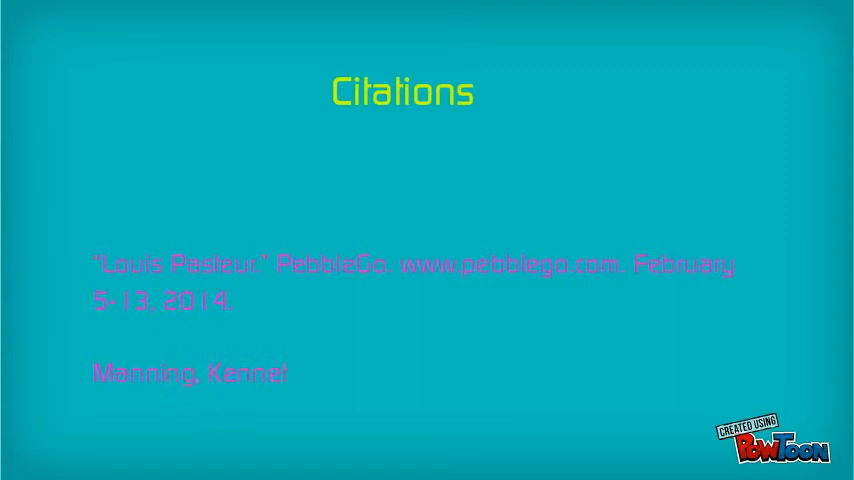 Citations
"Louis Pasteur." PebbleGo. www.pebblego.com. February
5-13, 2014.
Manning, Kennet
CREATED USING
POWTOON